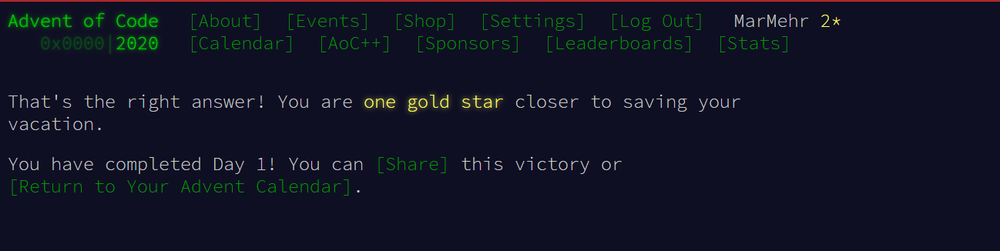 Advent of Code [About] [Events] [Shop] [Settings] [Log Out] MarMehr 2*
0x0000|2020 [Calendar] [AoC++] [Sponsors] [Leaderboards] [Stats]
That's the right answer! You are one gold star closer to saving your
vacation.
You have completed Day 1! You can [Share] this victory or
[Return to Your Advent Calendar].